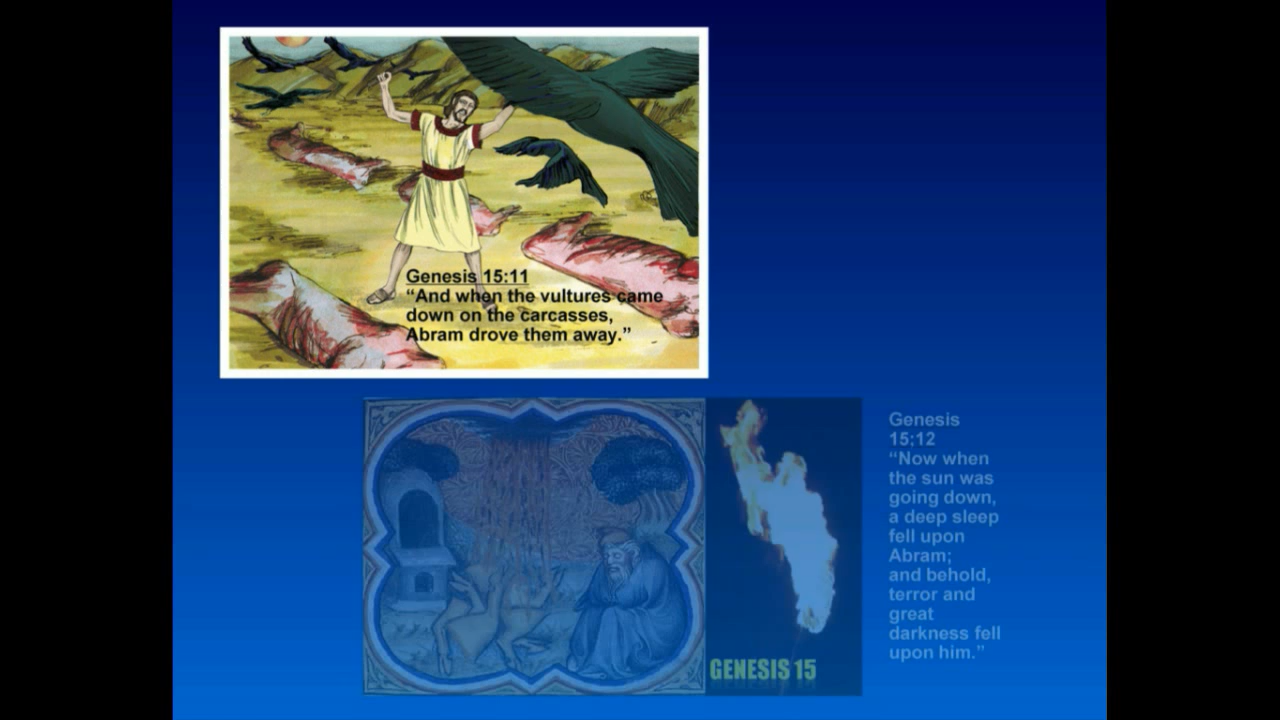 Genesis 15:11
“And when the vultures came
down on the carcasses,
Abram drove them away.”
Genesis
15;12
“Now when
the sun was
going down,
a deep sleep
fell upon
Abram;
and behold,
terror and
great
darkness fell
upon him.”
GENESIS 15